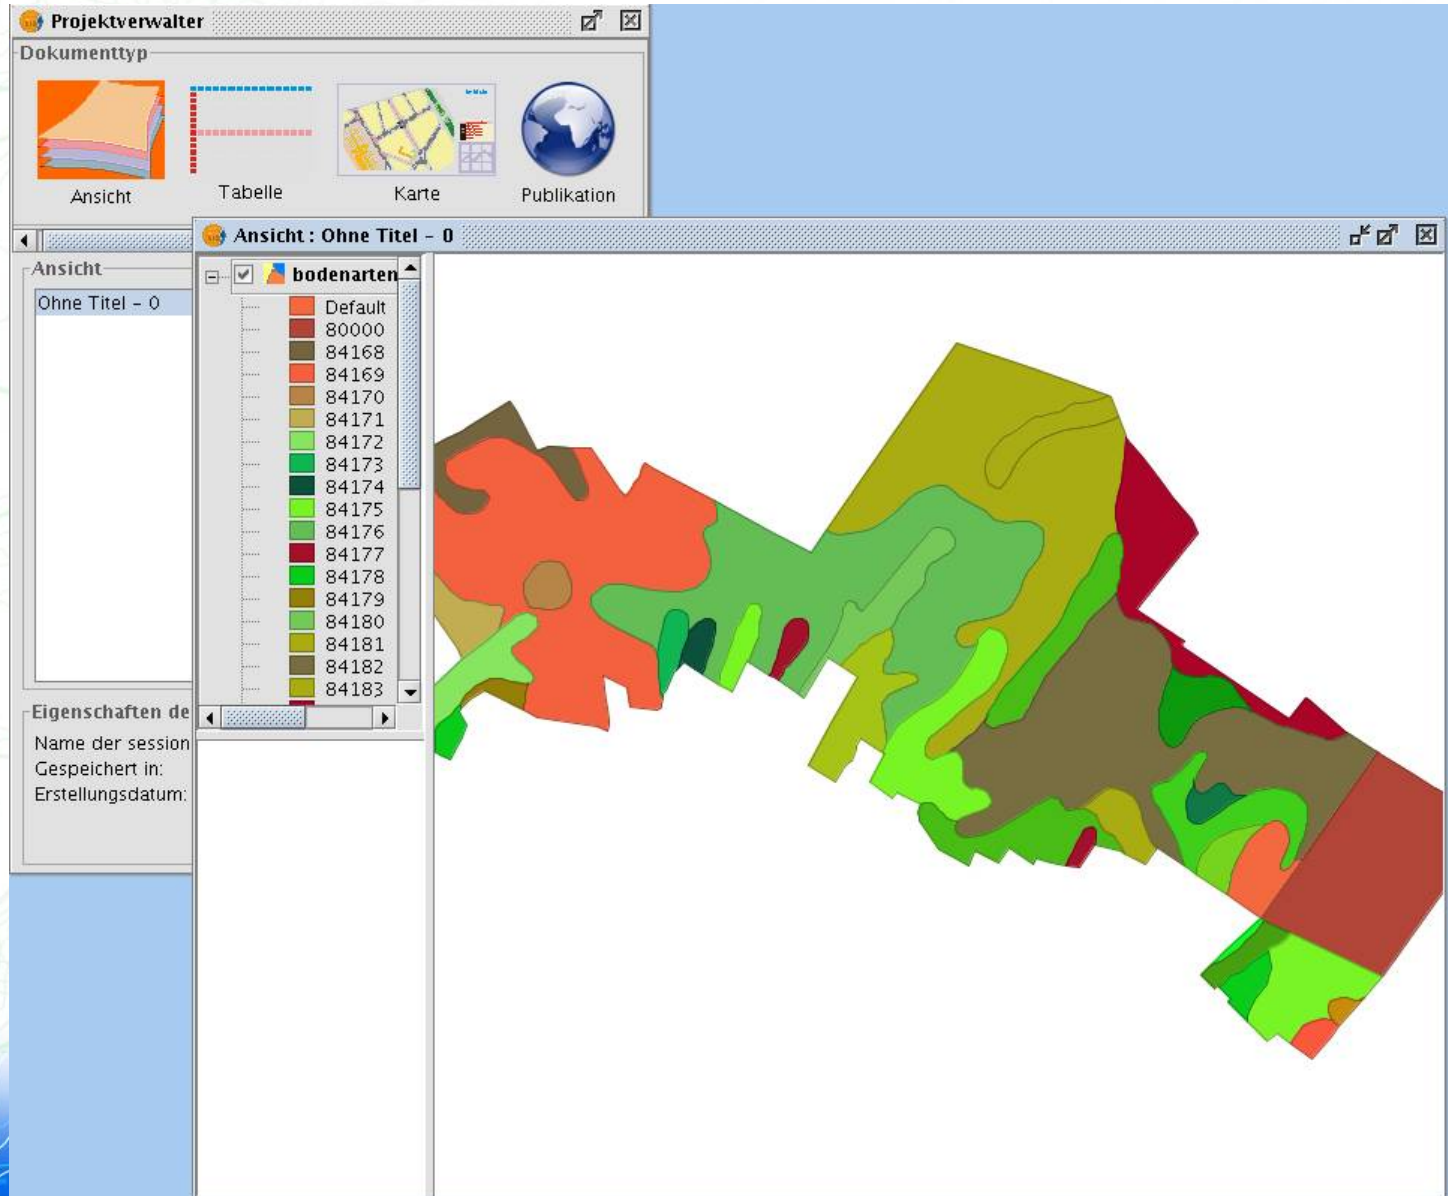 Projektverwalter
Dokumenttyp
Ansicht
Tabelle
Karte
Publikation
Ansicht
Ohne Titel - 0
Eigenschaften de
Name der session
Gespeichert in:
Erstellungsdatum:
Ansicht : Ohne Titel - 0
bodenarten
Default
80000
84168
84169
84170
84171
84172
84173
84174
84175
84176
84177
84178
84179
84180
84181
84182
84183